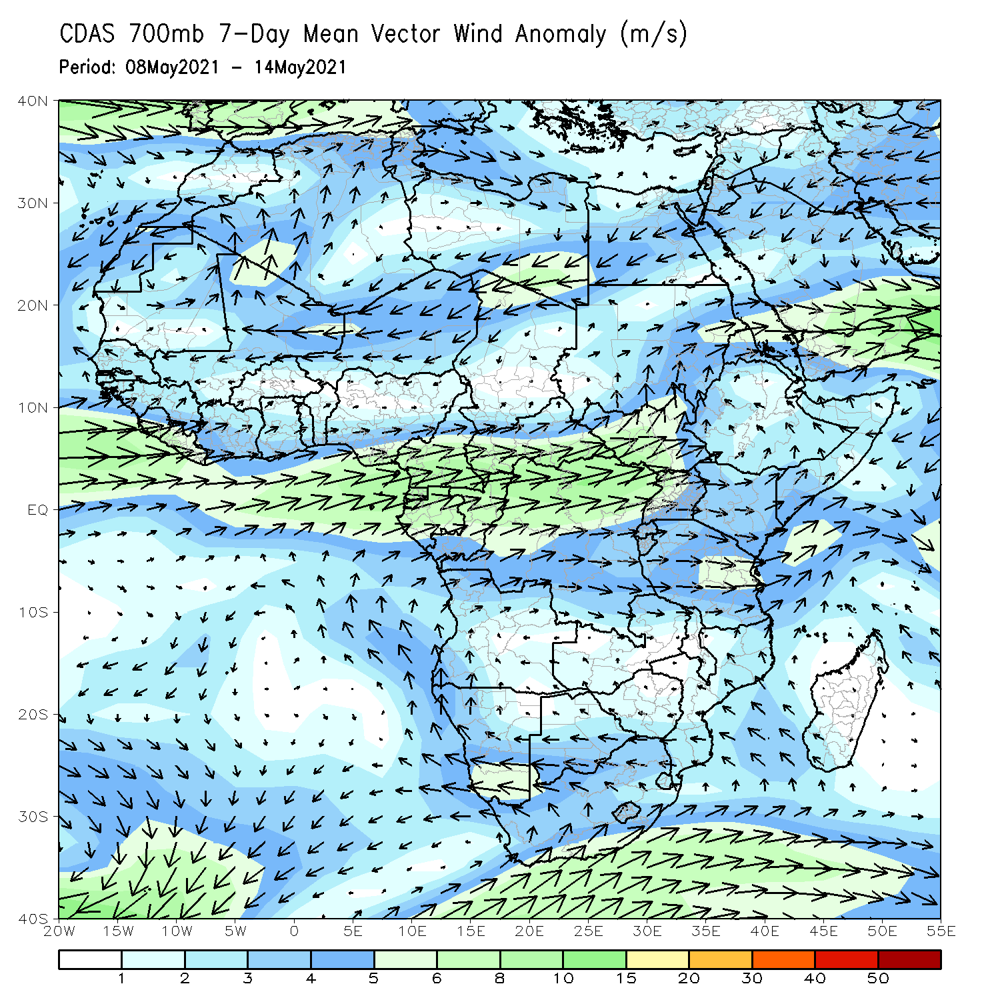 CDAS 700mb 7-Day Mean Vector Wind Anomaly (m/s)
Period: 08May2021 - 14May2021
40N
30N
20N
10N
EQ
10S
20S
30S
40S
20W 15W 10W 5W 0 5E 10E 15E 20E 25E 30E 35E 40E 45E 50E 55E
1 2 3 4 5 6 8 10 15 20 30 40 50